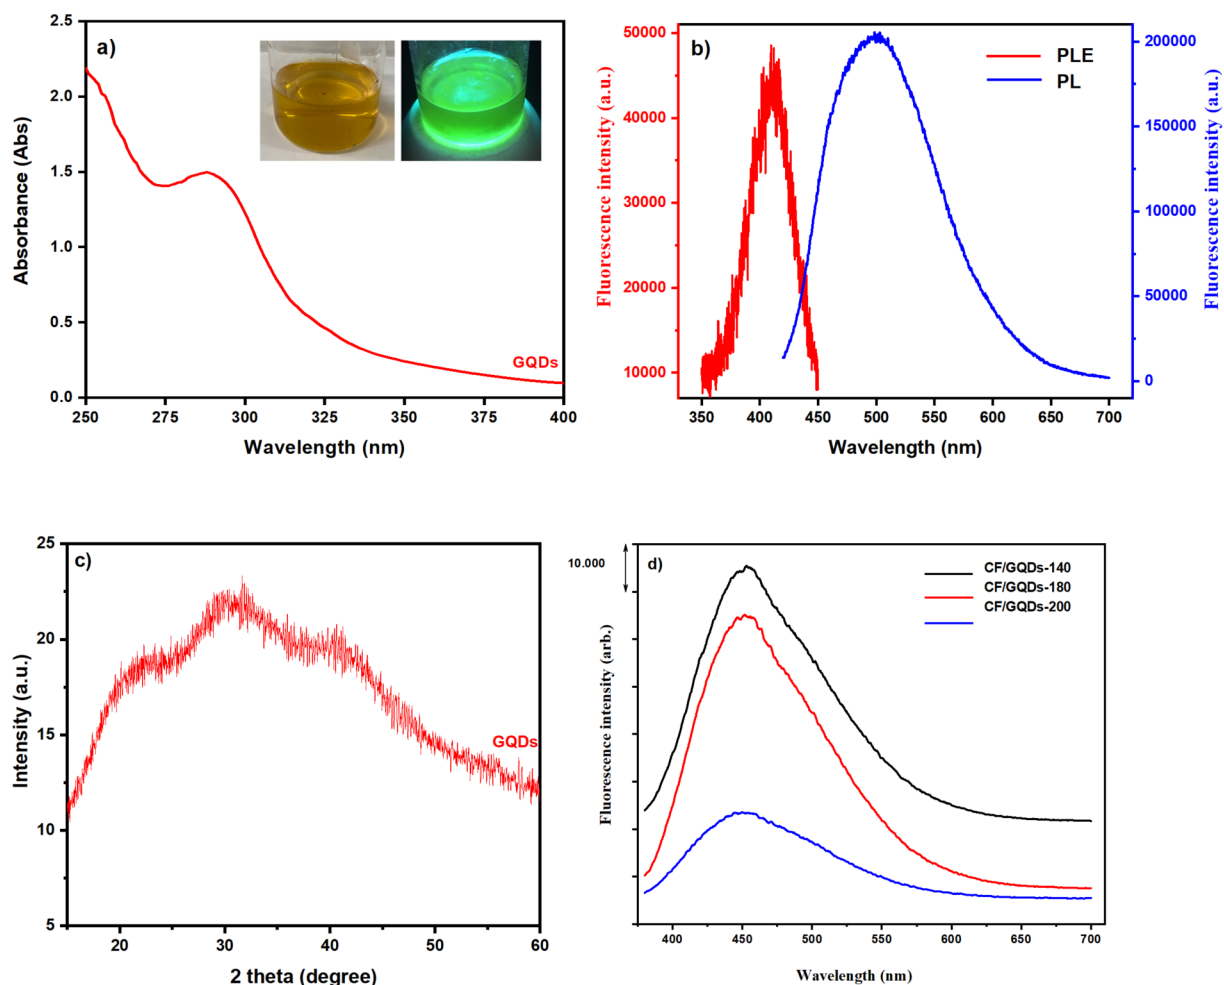 a)
2.5
2.0
1.5
1.0
0.5
0.0
Absorbance (Abs)
GQDs
250 275 300 325 350 375 400
Wavelength (nm)
b)
PLE
PL
50000
40000
30000
20000
10000
Fluorescence intensity (a.u.)
200000
150000
100000
50000
0
Fluorescence intensity (a.u.)
350 400 450 500 550 600 650 700
Wavelength (nm)
c)
25
20
15
10
5
Intensity (a.u.)
GQDs
20 30 40 50 60
2 theta (degree)
d)
10.000
CF/GQDs-140
CF/GQDs-180
CF/GQDs-200
Fluorescence intensity (arb.)
400 450 500 550 600 650 700
Wavelength (nm)